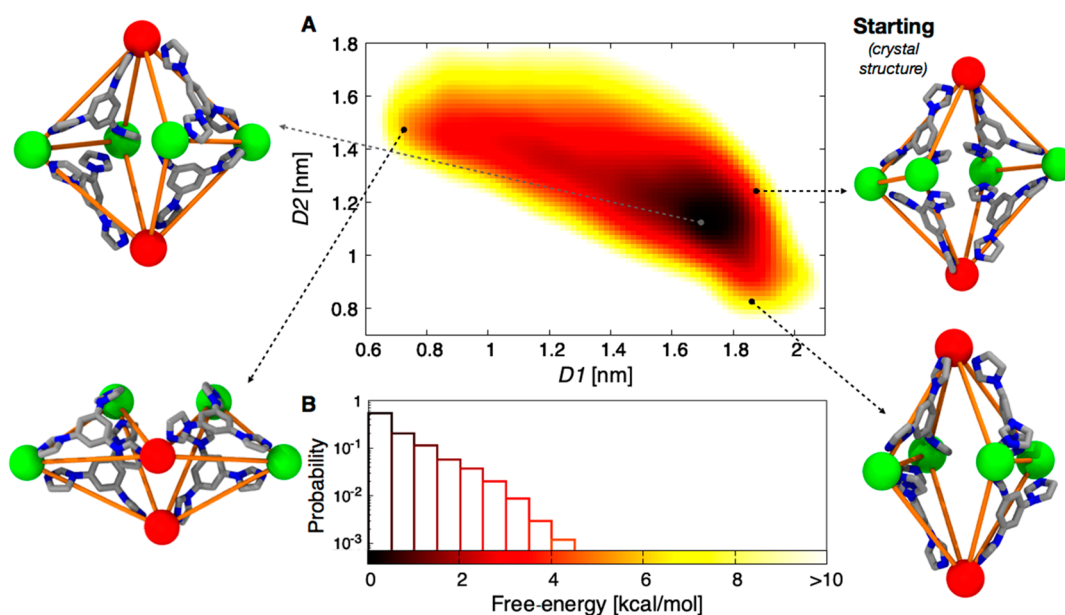 A
Starting
(crystal
structure)
1.8
1.6
1.4
1.2
1
0.8
D2 [nm]
0.6 0.8 1 1.2 1.4 1.6 1.8 2
D1 [nm]
B
1
10-1
10-2
10-3
Probability
0 2 4 6 8 >10
Free-energy [kcal/mol]